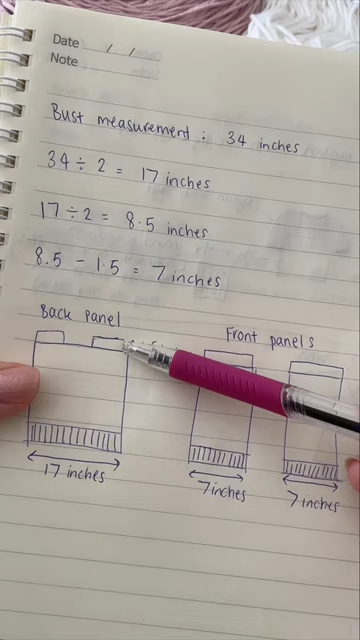 Date / /
Note
Bust measurement : 34 inches
34 ÷ 2 = 17 inches
17 ÷ 2 = 8.5 inches
8.5 - 1.5 = 7 inches
Back Panel
Front panels
17 inches
7 inches
7 inches